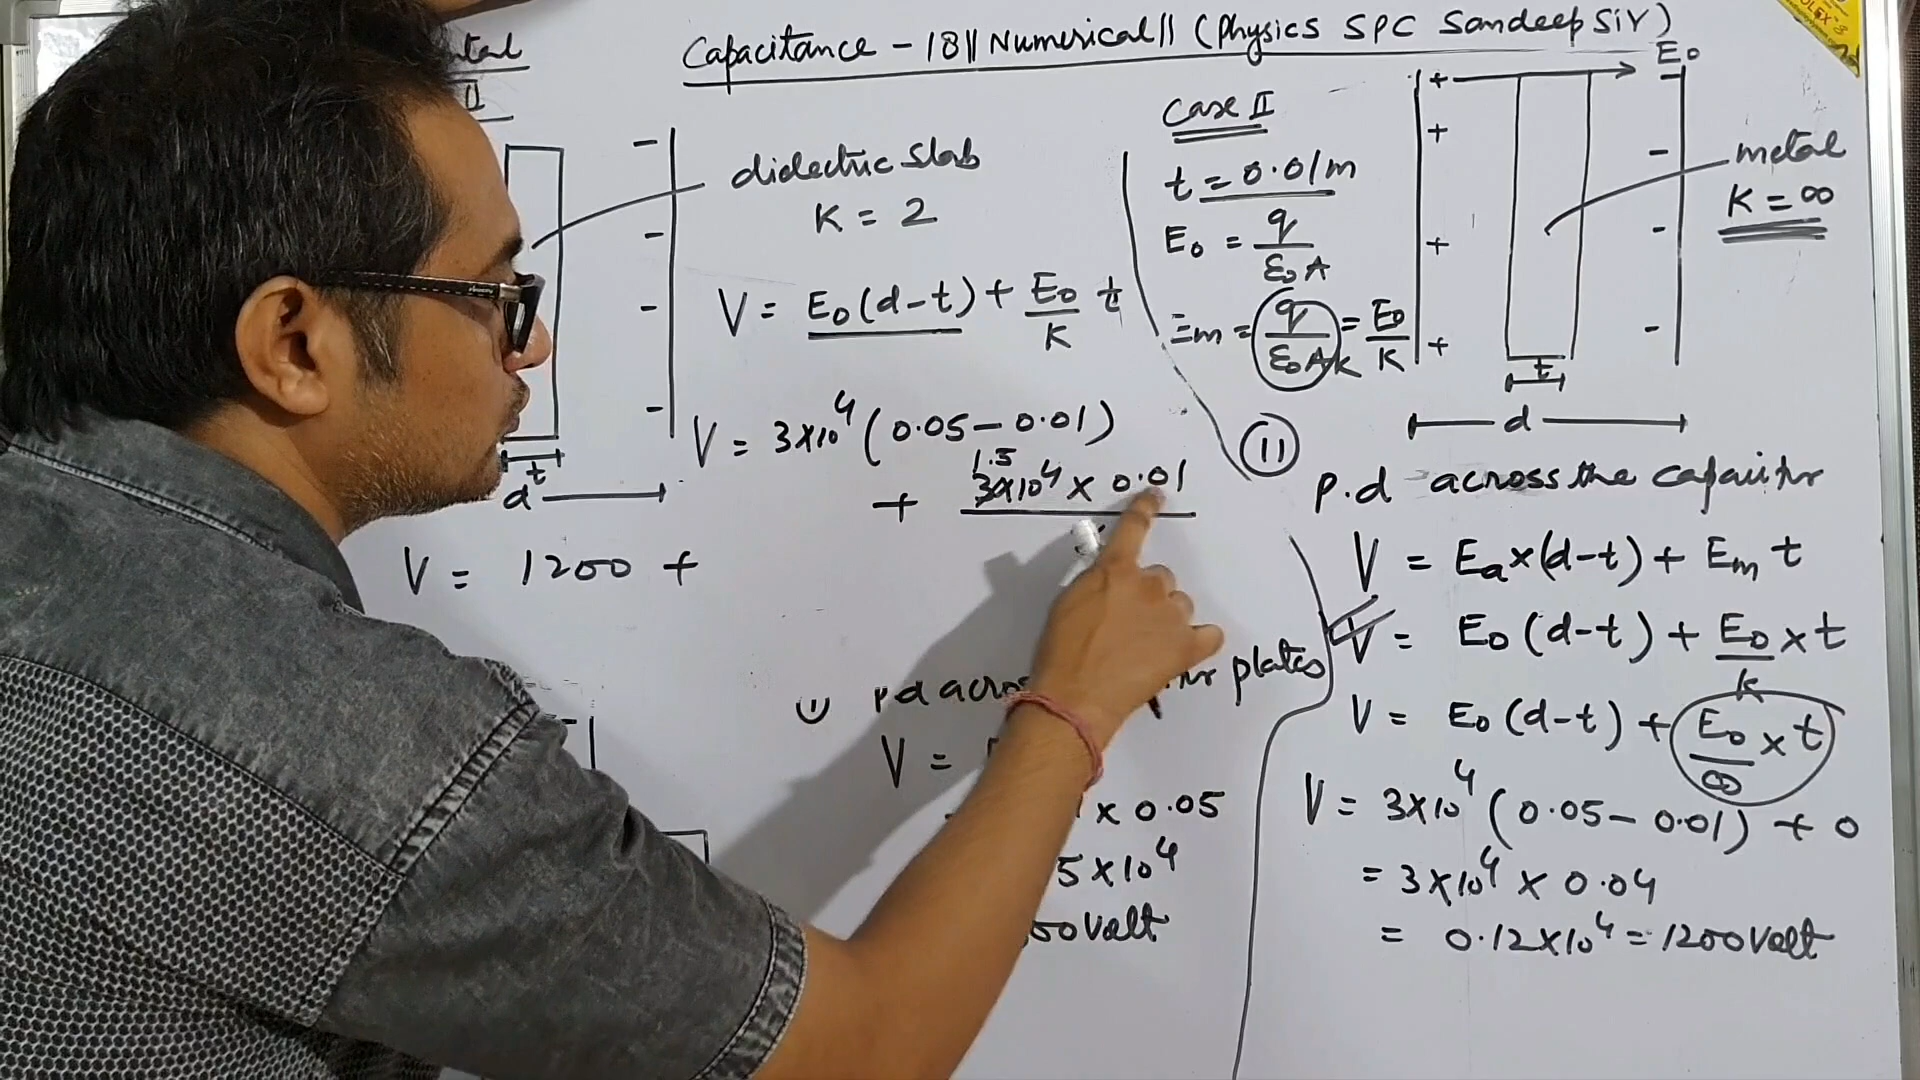 Capacitance - 18 || Numerical || (Physics SPC Sandeep Sir)
II
dielectric slab
K = 2
V = E₀(d-t) + E₀/K t
V = 3×10⁴ (0.05 - 0.01)
1.5
+ 3×10⁴ × 0.01
t
d
V = 1200 +
V =
× 0.05
5×10⁴
00 Volt
plates
Case II
t = 0.01m
E₀ = q/ε₀A
Em = q/ε₀AK = E₀/K
+
+
+
+
E₀
-
-
-
-
metal
K = ∞
t
d
(11)
p.d across the capacitor
V = Ea×(d-t) + Em t
V = E₀(d-t) + E₀/K × t
V = E₀(d-t) + E₀/∞ × t
V = 3×10⁴ (0.05 - 0.01) + 0
= 3×10⁴ × 0.04
= 0.12×10⁴ = 1200 Volt